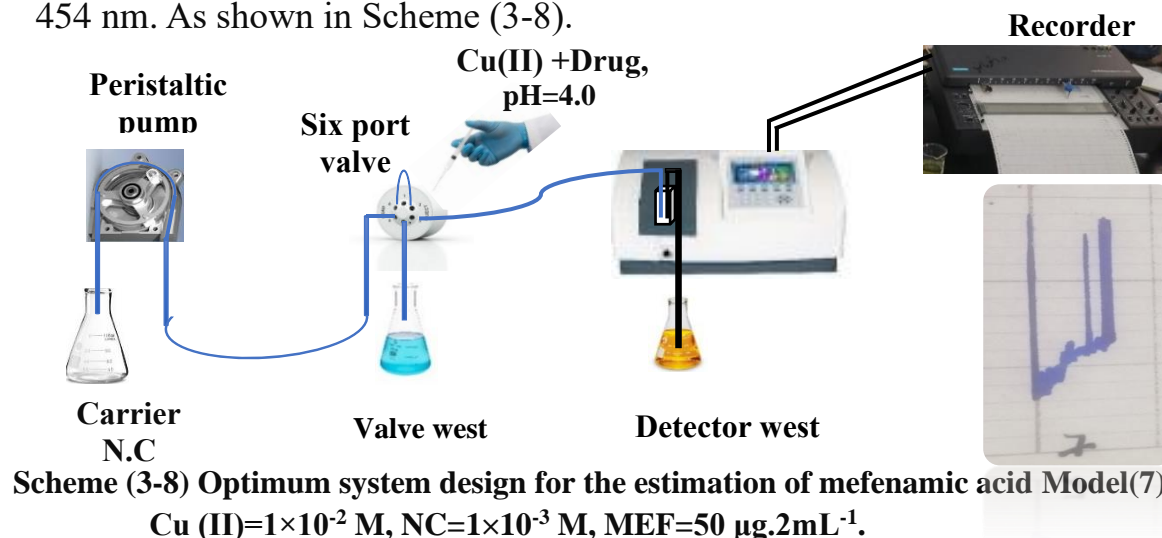 454 nm. As shown in Scheme (3-8).
Recorder
Cu(II) +Drug,
pH=4.0
Peristaltic
pump
Six port
valve
Carrier
N.C
Valve west
Detector west
7
Scheme (3-8) Optimum system design for the estimation of mefenamic acid Model(7)
Cu (II)=1×10⁻² M, NC=1×10⁻³ M, MEF=50 µg.2mL⁻¹.